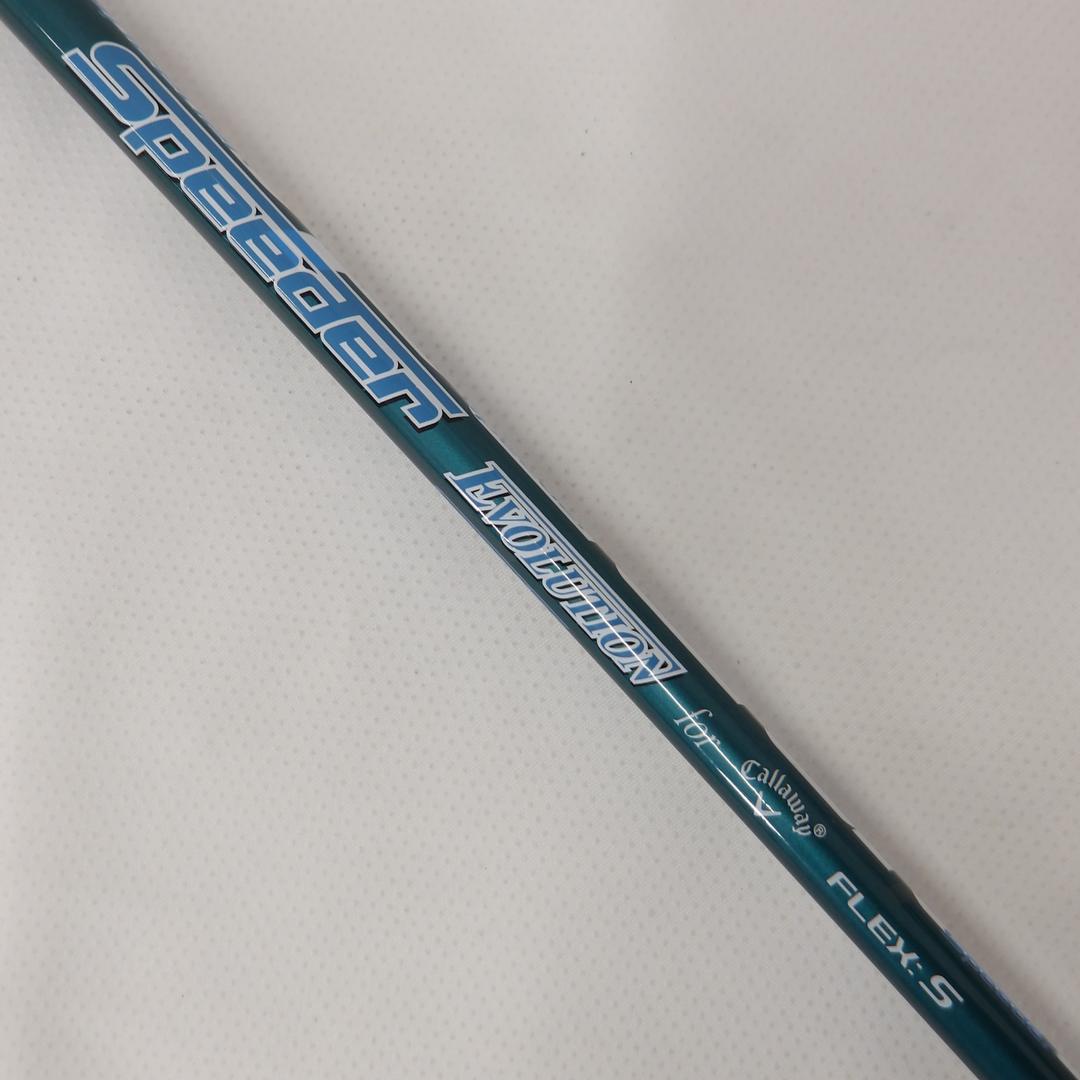 Speeder
EVOLUTION
for Callaway®
FLEX: S